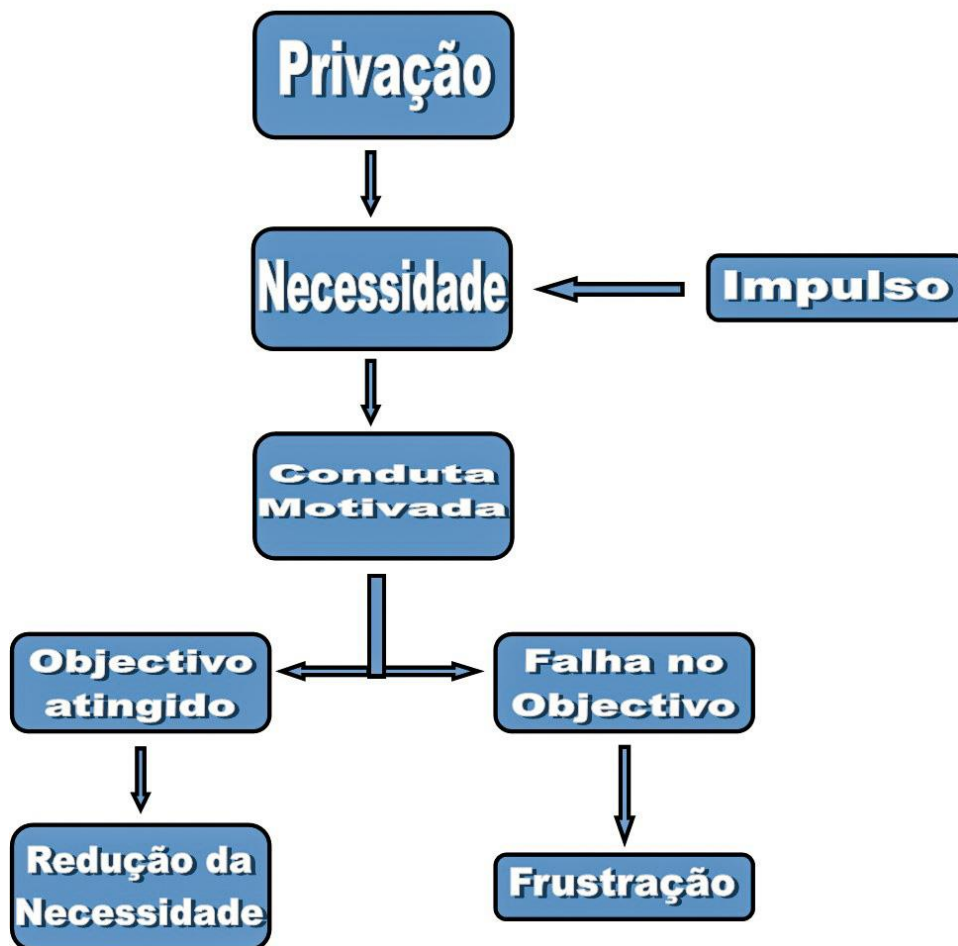 Privação
Necessidade
Impulso
Conduta
Motivada
Objectivo
atingido
Falha no
Objectivo
Redução da
Necessidade
Frustração